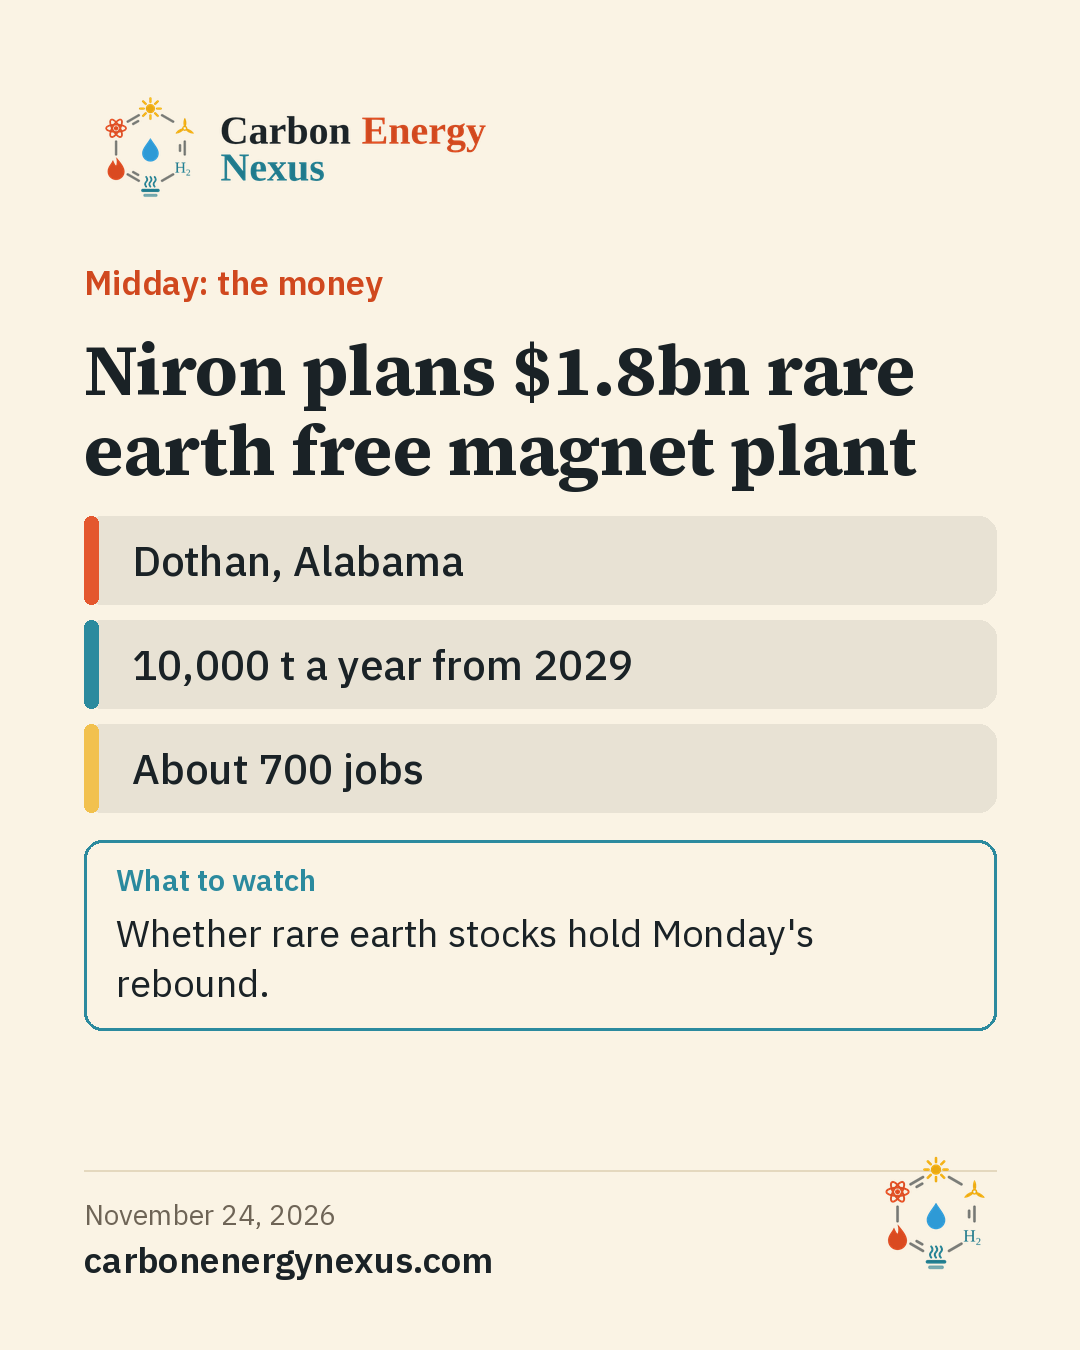 Carbon Energy
Nexus
H₂
Midday: the money
Niron plans $1.8bn rare
earth free magnet plant
Dothan, Alabama
10,000 t a year from 2029
About 700 jobs
What to watch
Whether rare earth stocks hold Monday's
rebound.
November 24, 2026
carbonenergynexus.com
H₂